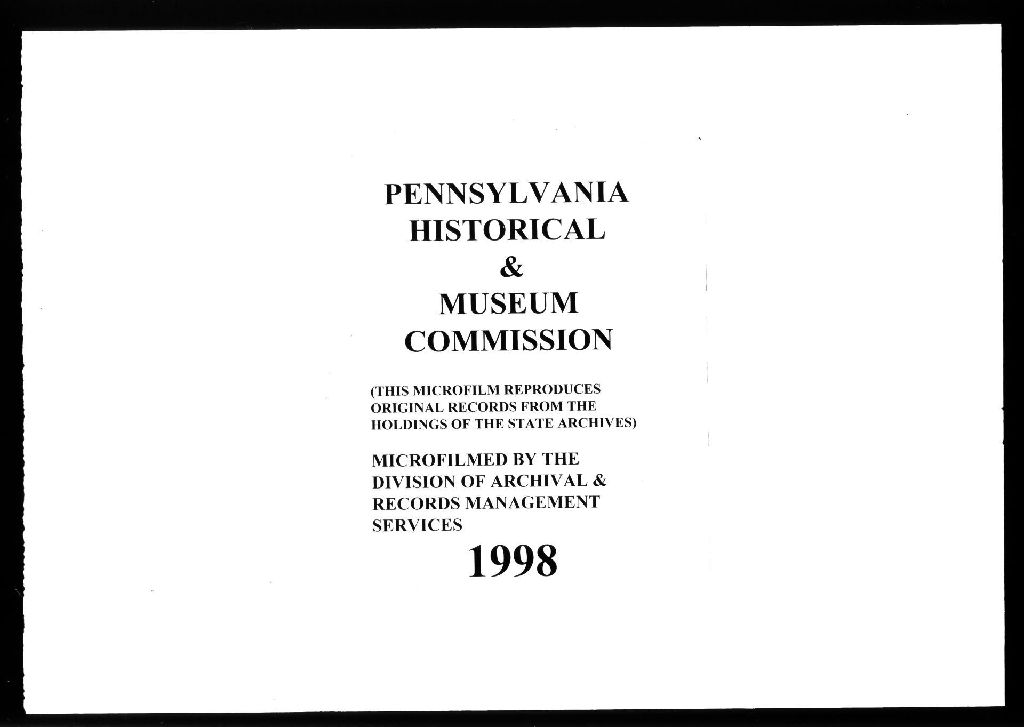 PENNSYLVANIA
HISTORICAL
&
MUSEUM
COMMISSION
(THIS MICROFILM REPRODUCES
ORIGINAL RECORDS FROM THE
HOLDINGS OF THE STATE ARCHIVES)
MICROFILMED BY THE
DIVISION OF ARCHIVAL &
RECORDS MANAGEMENT
SERVICES
1998